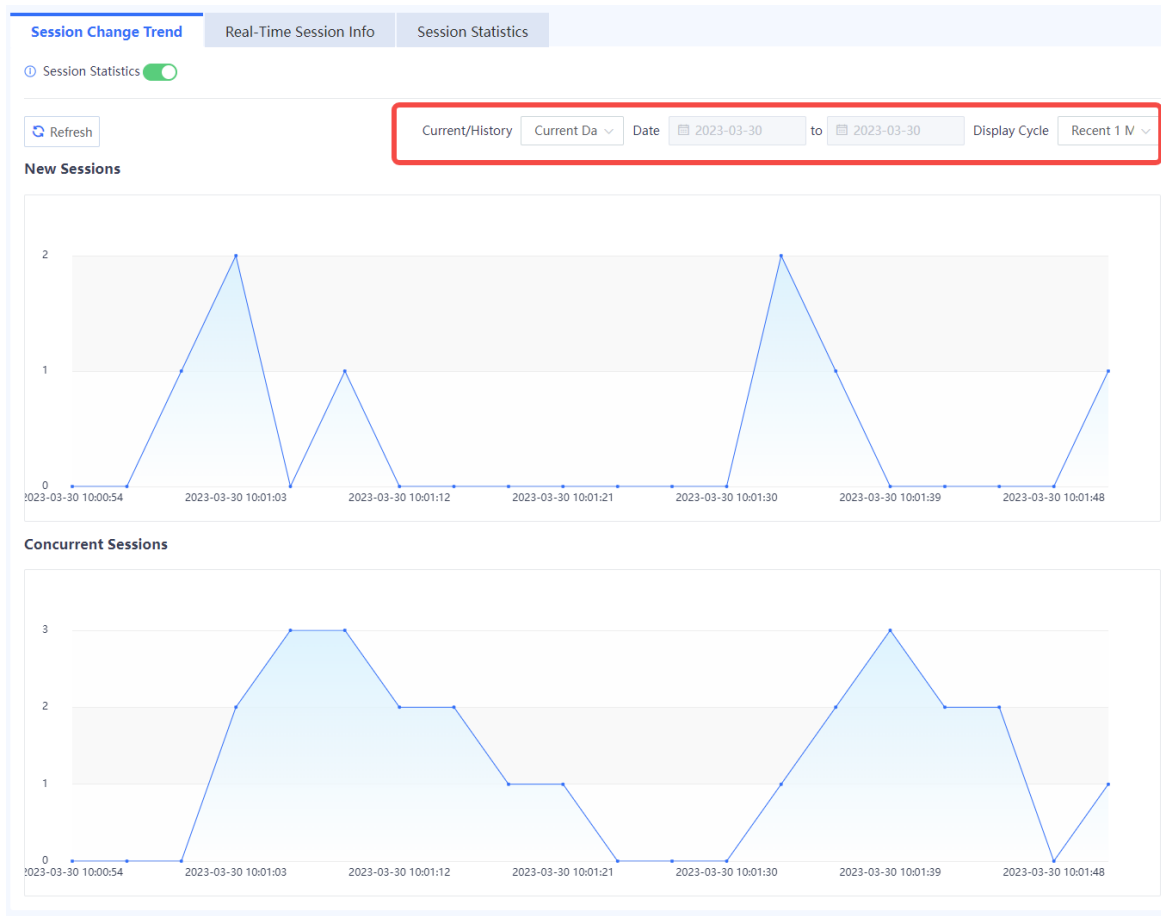 Session Change Trend Real-Time Session Info Session Statistics
Session Statistics
Refresh Current/History Current Da Date 2023-03-30 to 2023-03-30 Display Cycle Recent 1 M
New Sessions
2
1
0
2023-03-30 10:00:54 2023-03-30 10:01:03 2023-03-30 10:01:12 2023-03-30 10:01:21 2023-03-30 10:01:30 2023-03-30 10:01:39 2023-03-30 10:01:48
Concurrent Sessions
3
2
1
0
2023-03-30 10:00:54 2023-03-30 10:01:03 2023-03-30 10:01:12 2023-03-30 10:01:21 2023-03-30 10:01:30 2023-03-30 10:01:39 2023-03-30 10:01:48